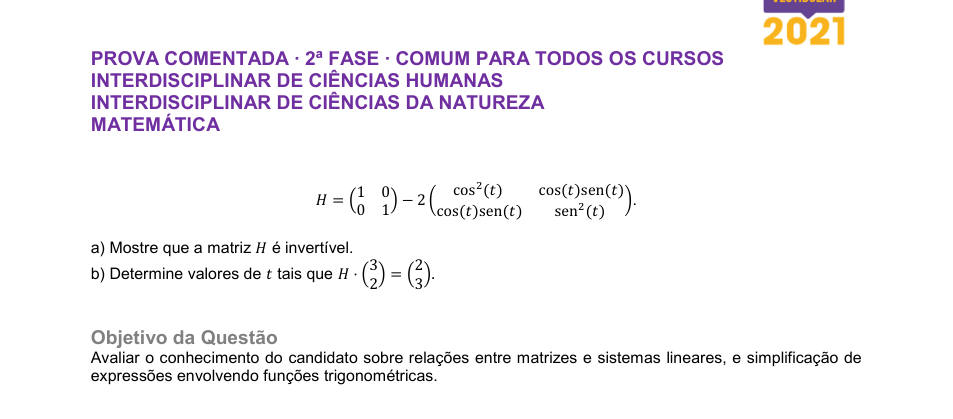 VESTIBULAR
2021
PROVA COMENTADA · 2ª FASE · COMUM PARA TODOS OS CURSOS
INTERDISCIPLINAR DE CIÊNCIAS HUMANAS
INTERDISCIPLINAR DE CIÊNCIAS DA NATUREZA
MATEMÁTICA
H = (1 0; 0 1) − 2 (cos²(t) cos(t)sen(t); cos(t)sen(t) sen²(t)).
a) Mostre que a matriz H é invertível.
b) Determine valores de t tais que H · (3; 2) = (2; 3).
Objetivo da Questão
Avaliar o conhecimento do candidato sobre relações entre matrizes e sistemas lineares, e simplificação de
expressões envolvendo funções trigonométricas.